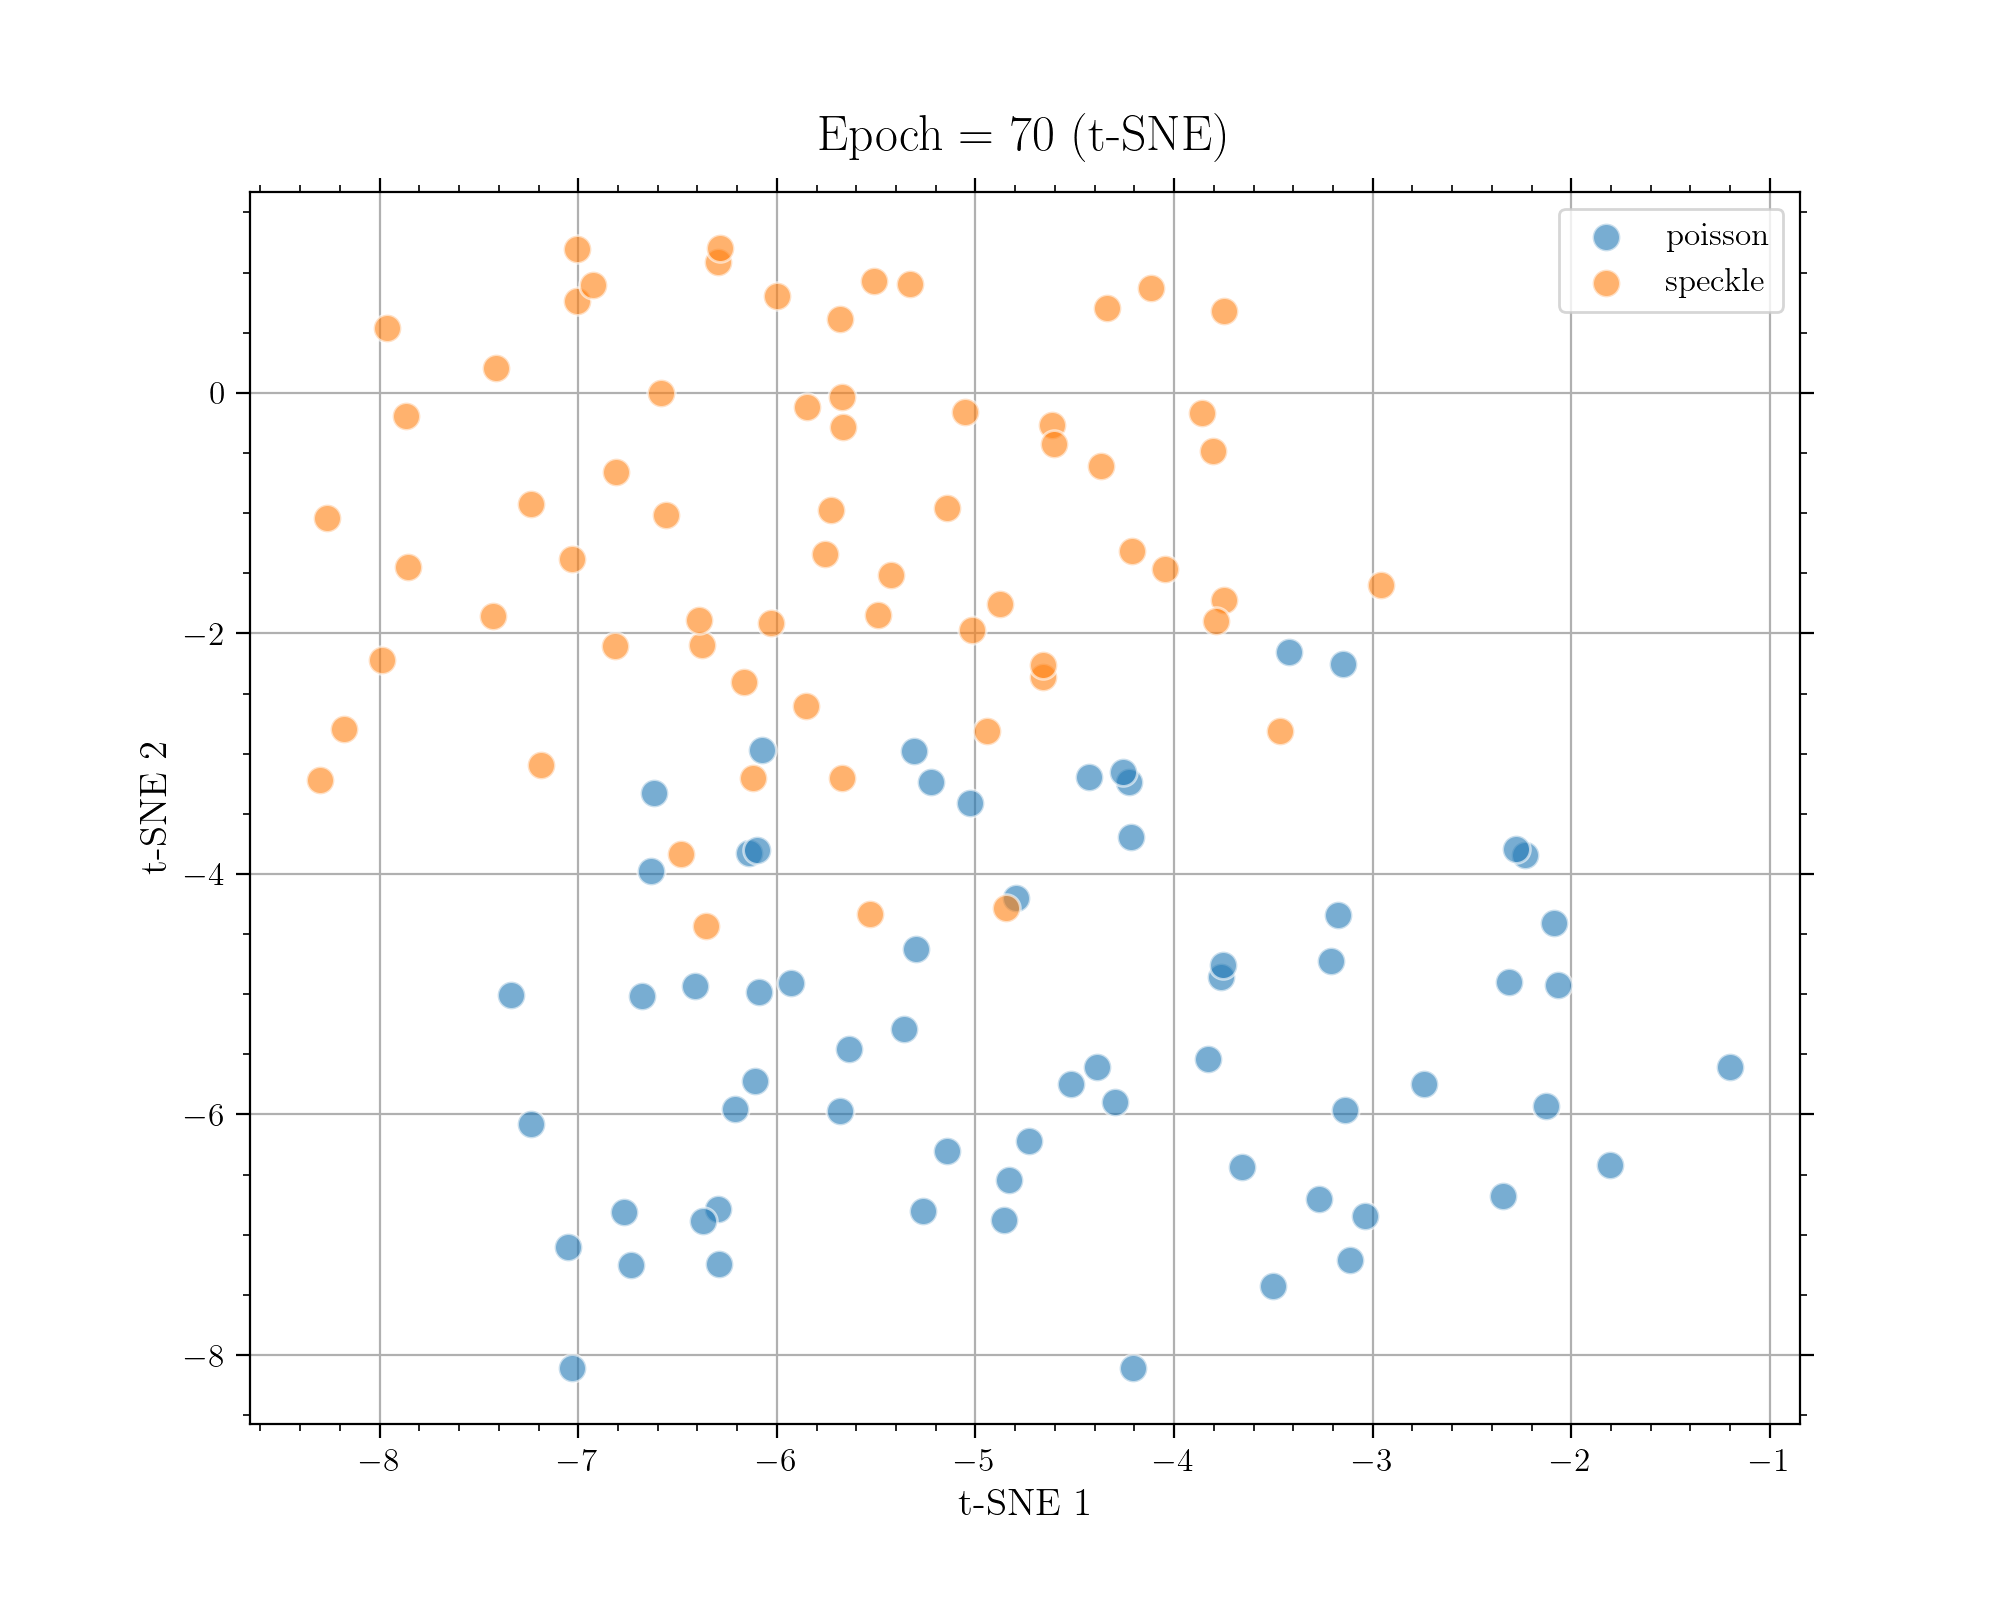 Epoch = 70 (t-SNE)
poisson
speckle
0
−2
−4
−6
−8
t-SNE 2
−8
−7
−6
−5
−4
−3
−2
−1
t-SNE 1